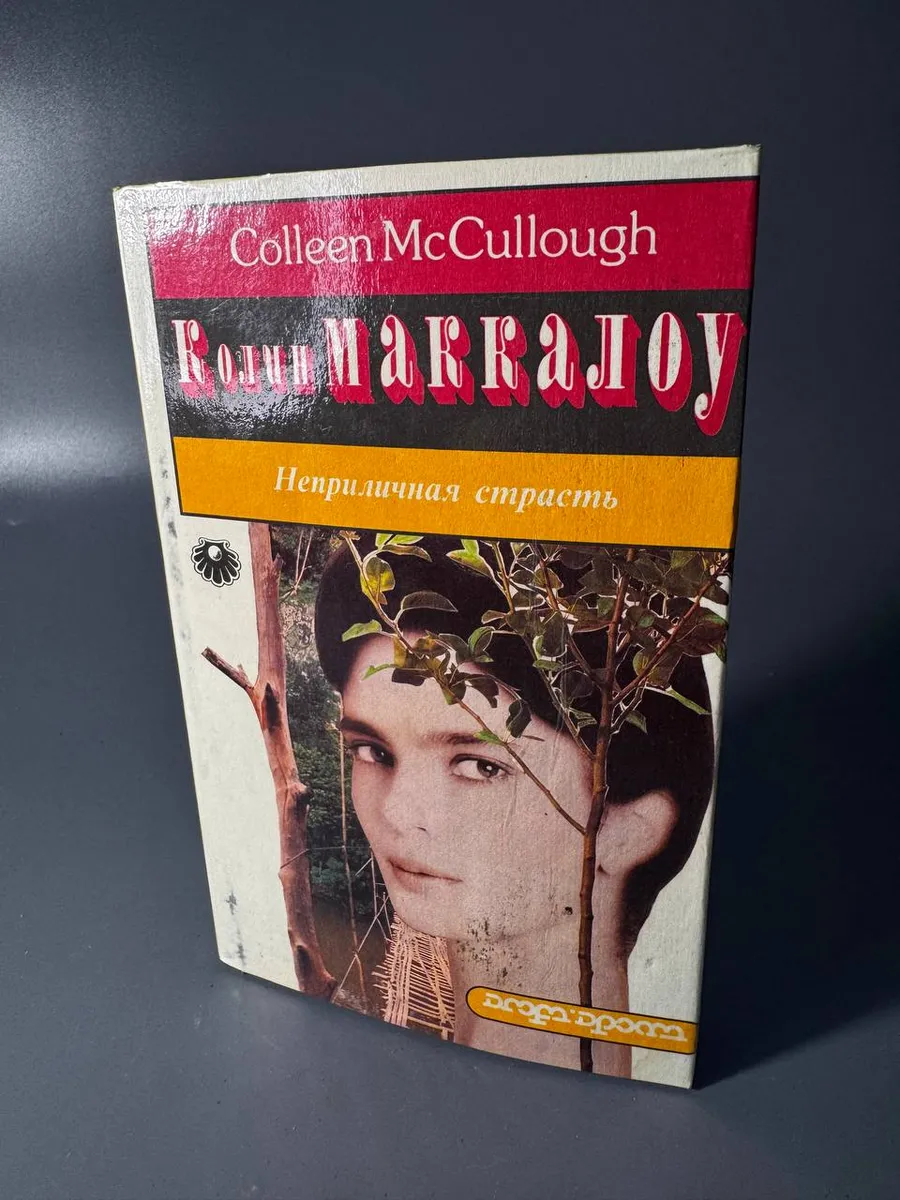 Colleen McCullough
Колин Маккалоу
Неприличная страсть